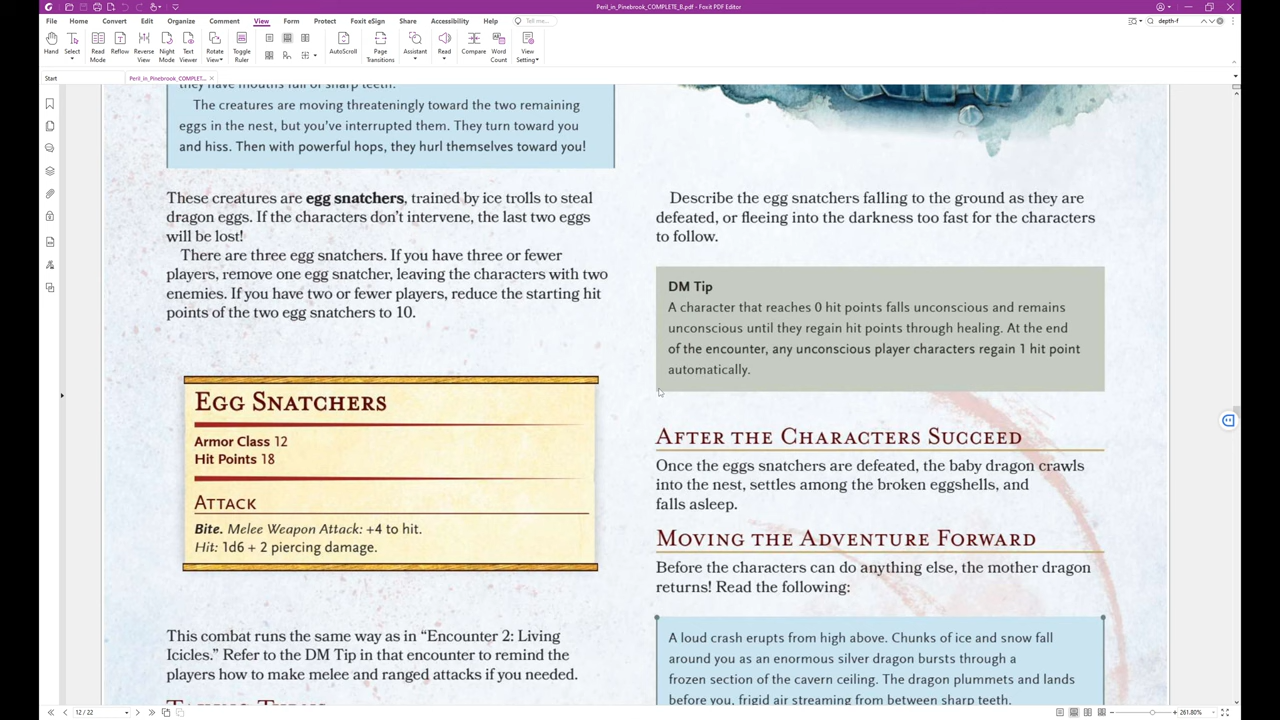 Peril_in_Pinebrook_COMPLETE_B.pdf - Foxit PDF Editor
File Home Convert Edit Organize Comment View Form Protect Foxit eSign Share Accessibility Help Tell me... depth-f
Hand Select Read Mode Reflow Reverse View Night Mode Text Viewer Toggle Ruler Rotate View AutoScroll Page Transitions Assistant Read Compare Word Count View Setting
Start Peril_in_Pinebrook_COMPLET...
they have mouths full of sharp teeth.
The creatures are moving threateningly toward the two remaining
eggs in the nest, but you’ve interrupted them. They turn toward you
and hiss. Then with powerful hops, they hurl themselves toward you!
These creatures are egg snatchers, trained by ice trolls to steal
dragon eggs. If the characters don’t intervene, the last two eggs
will be lost!
There are three egg snatchers. If you have three or fewer
players, remove one egg snatcher, leaving the characters with two
enemies. If you have two or fewer players, reduce the starting hit
points of the two egg snatchers to 10.
Egg Snatchers
Armor Class 12
Hit Points 18
Attack
Bite. Melee Weapon Attack: +4 to hit.
Hit: 1d6 + 2 piercing damage.
This combat runs the same way as in “Encounter 2: Living
Icicles.” Refer to the DM Tip in that encounter to remind the
players how to make melee and ranged attacks if you needed.
Describe the egg snatchers falling to the ground as they are
defeated, or fleeing into the darkness too fast for the characters
to follow.
DM Tip
A character that reaches 0 hit points falls unconscious and remains
unconscious until they regain hit points through healing. At the end
of the encounter, any unconscious player characters regain 1 hit point
automatically.
After the Characters Succeed
Once the eggs snatchers are defeated, the baby dragon crawls
into the nest, settles among the broken eggshells, and
falls asleep.
Moving the Adventure Forward
Before the characters can do anything else, the mother dragon
returns! Read the following:
A loud crash erupts from high above. Chunks of ice and snow fall
around you as an enormous silver dragon bursts through a
frozen section of the cavern ceiling. The dragon plummets and lands
before you, frigid air streaming from between sharp teeth.
12 / 22 261.80%